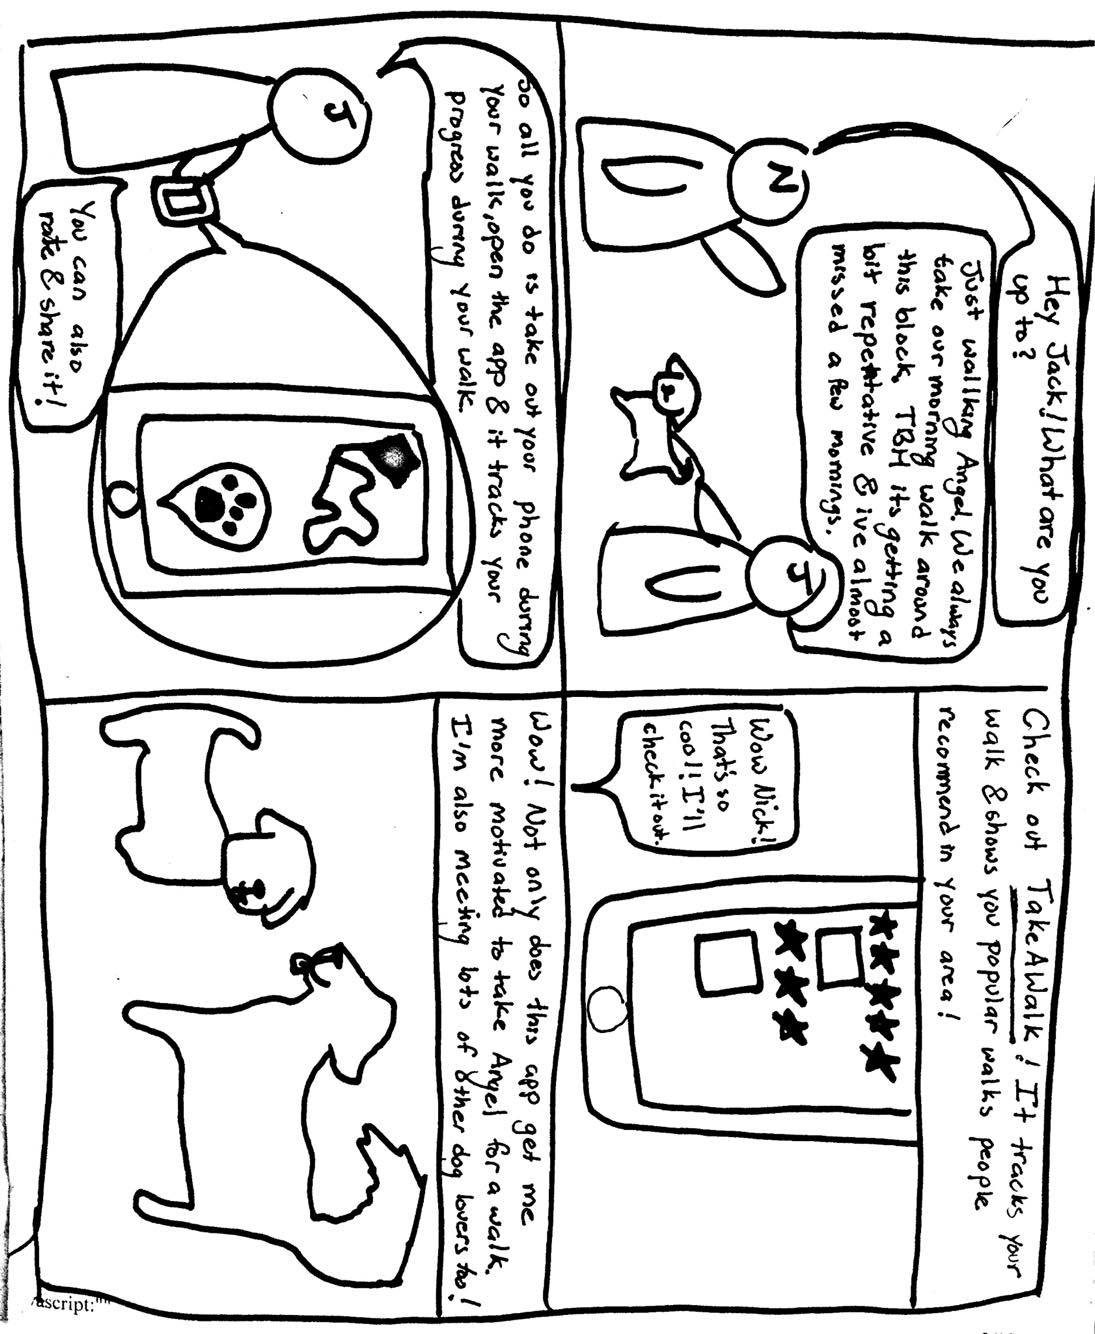 Hey Jack! What are you
up to?
N
Just wallking Angel. We always
take our morning walk around
this block. TBH its getting a
bit repetative & ive almost
missed a few mornings.
J
Check out TakeAWalk! It tracks your
walk & shows you popular walks people
recommend in your area!
Wow Nick!
That's so
cool! I'll
check it out.
So all you do is take out your phone during
your walk, open the app & it tracks your
progress during your walk.
J
You can also
rate & share it!
Wow! Not only does this app get me
more motivated to take Angel for a walk.
I'm also meeting lots of other dog lovers too!
ascript:""